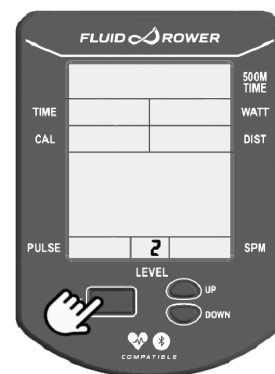 FLUID ROWER
500M
TIME
TIME
WATT
CAL
DIST
PULSE
2
SPM
LEVEL
UP
DOWN
COMPATIBLE